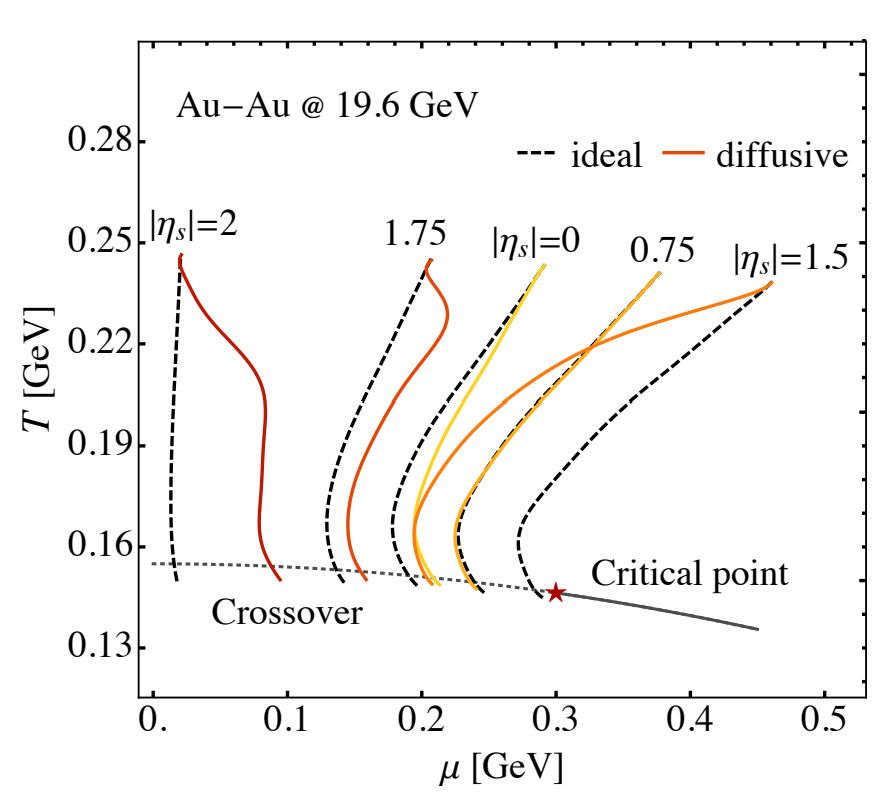 Au−Au @ 19.6 GeV
ideal
diffusive
|ηₛ|=2
1.75
|ηₛ|=0
0.75
|ηₛ|=1.5
Critical point
Crossover
T [GeV]
0.28
0.25
0.22
0.19
0.16
0.13
0.
0.1
0.2
0.3
0.4
0.5
μ [GeV]